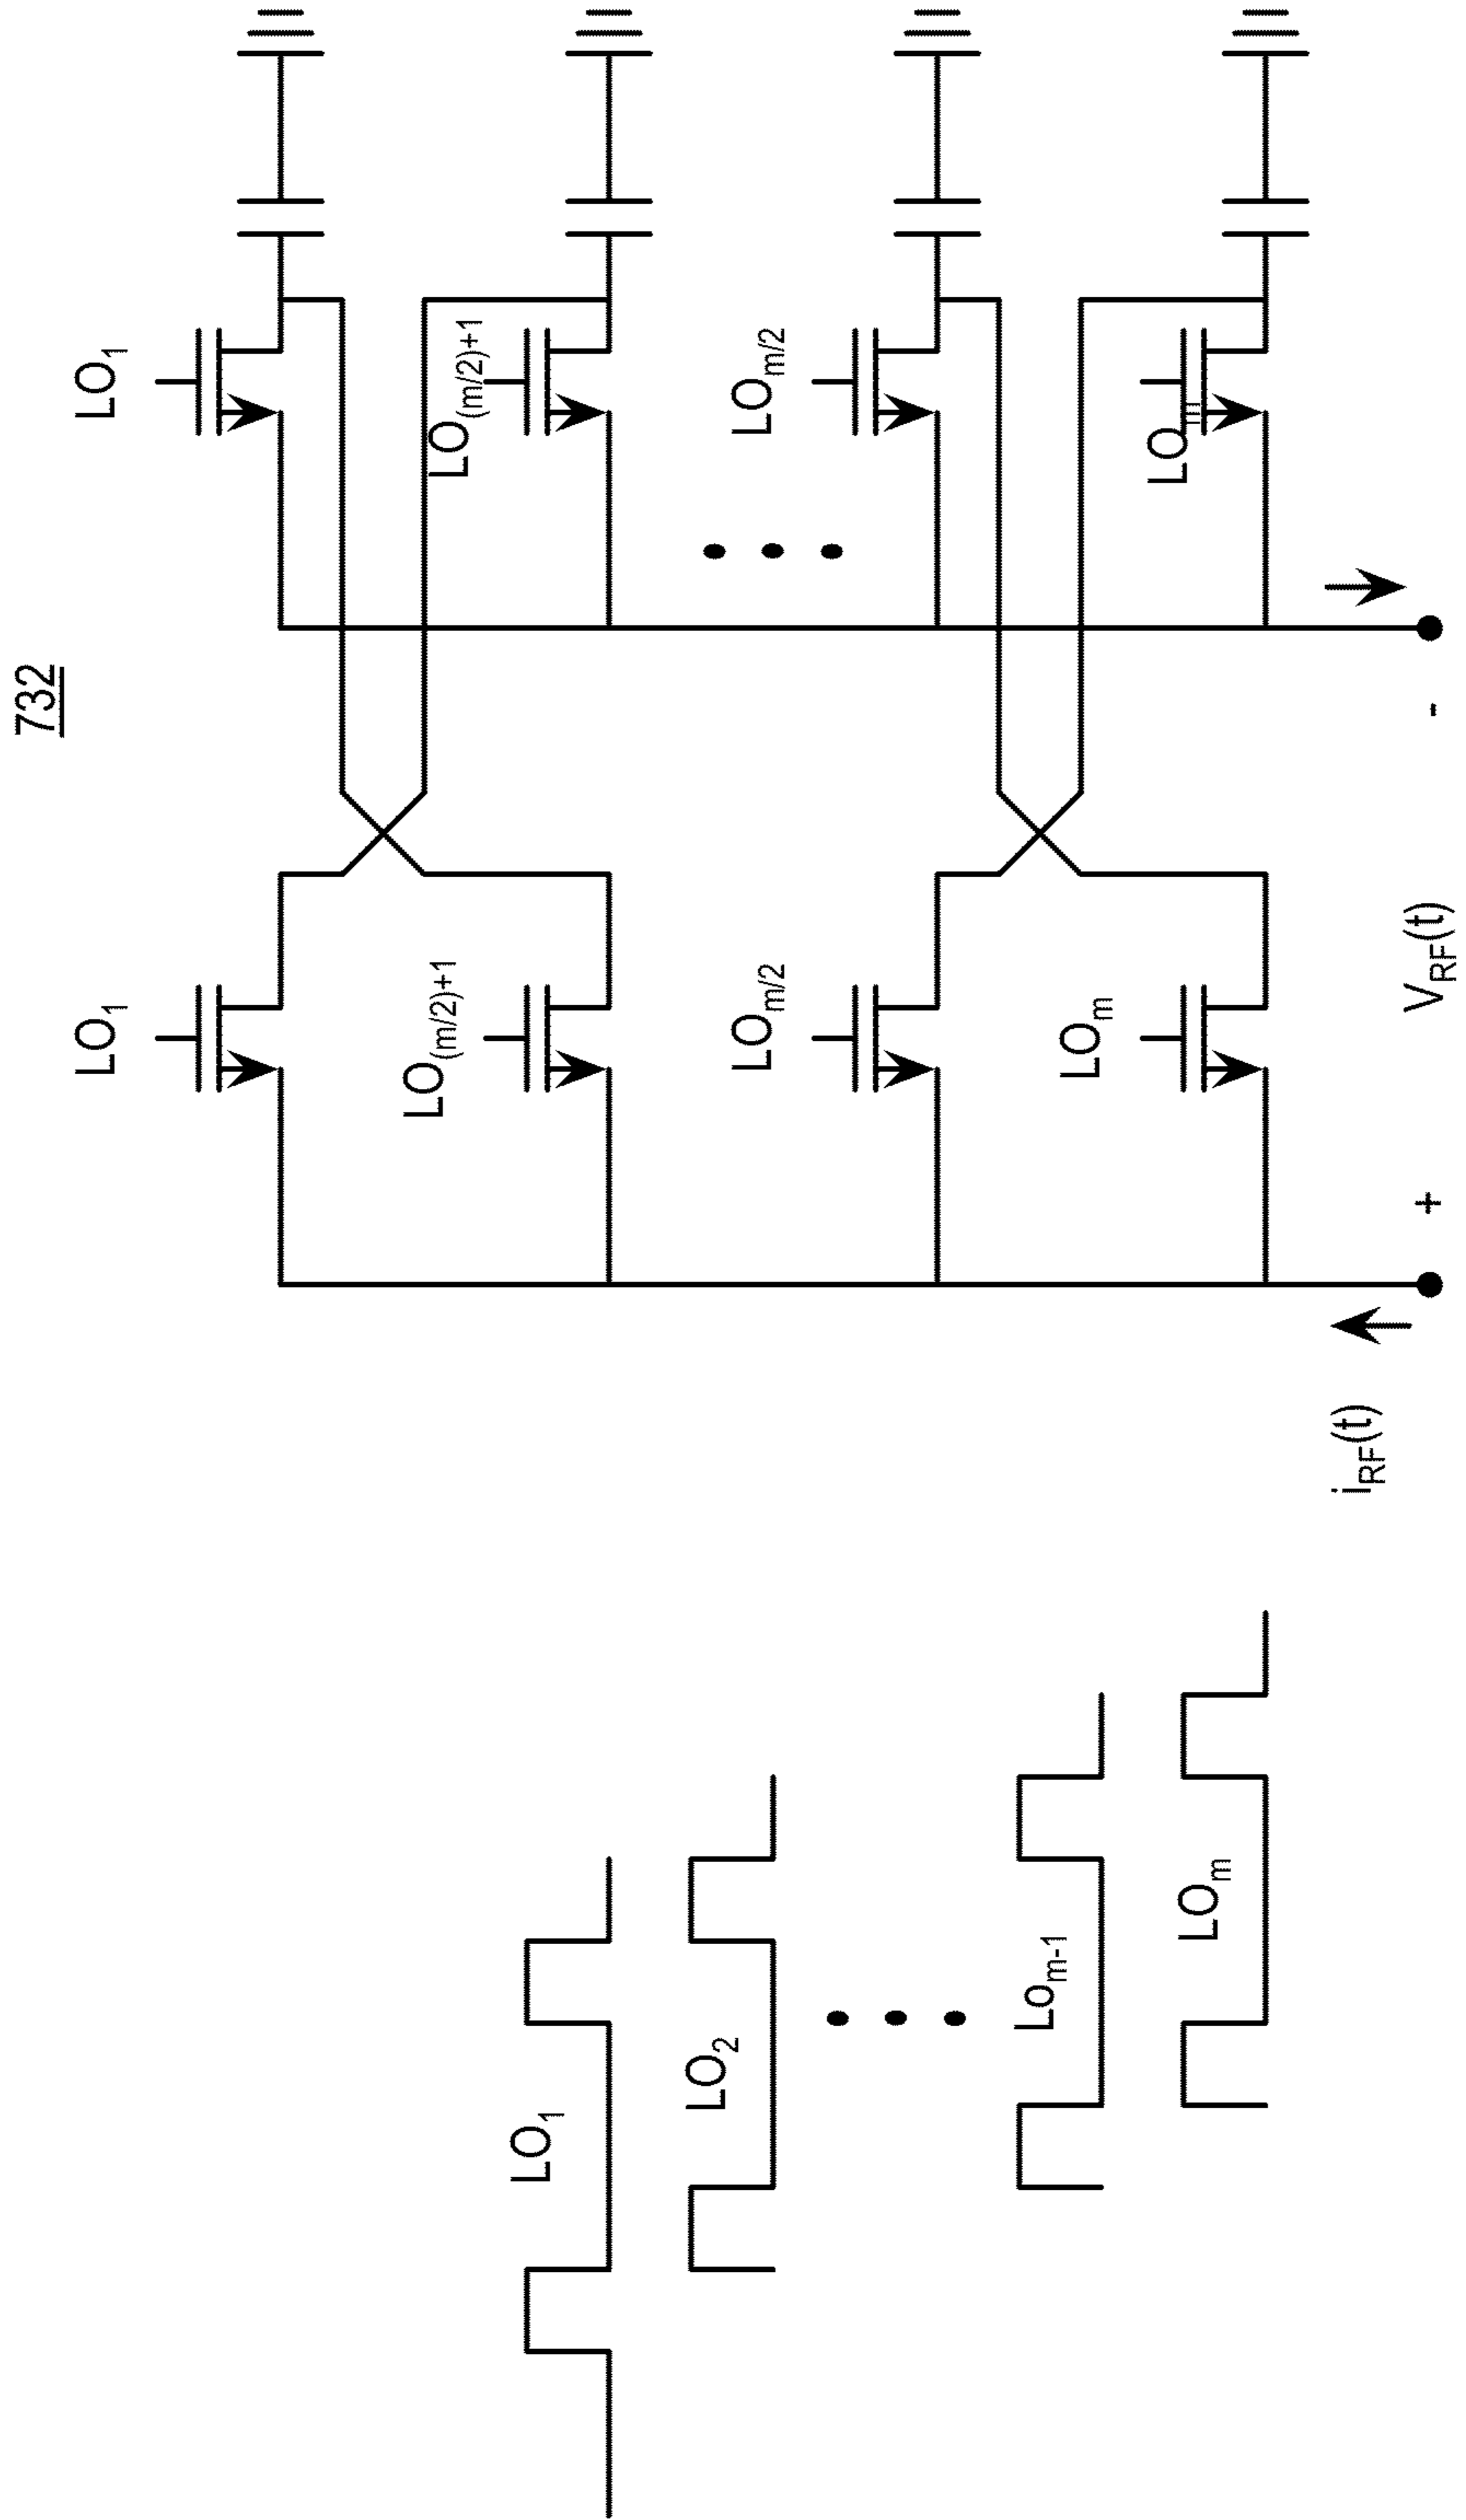 732
LO1
LO(m/2)+1
LOm/2
LOm
LO1
LO(m/2)+1
LOm/2
LOm
VRF(t)
+
-
iRF(t)
LO1
LO2
Lom-1
LOm